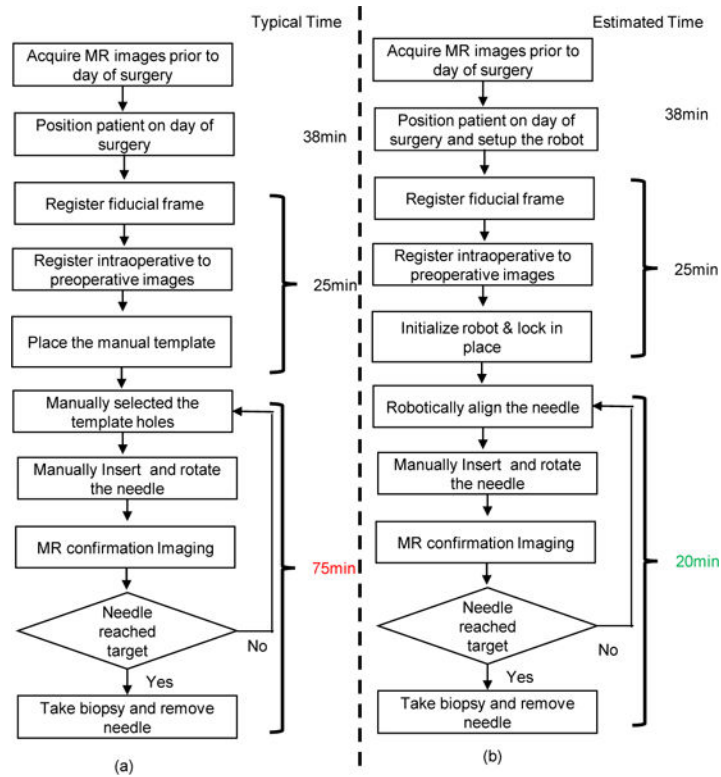 Typical Time
Acquire MR images prior to
day of surgery
Position patient on day of
surgery
38min
Register fiducial frame
Register intraoperative to
preoperative images
25min
Place the manual template
Manually selected the
template holes
Manually Insert and rotate
the needle
MR confirmation Imaging
75min
Needle
reached
target
No
Yes
Take biopsy and remove
needle
(a)
Estimated Time
Acquire MR images prior to
day of surgery
38min
Position patient on day of
surgery and setup the robot
Register fiducial frame
Register intraoperative to
preoperative images
25min
Initialize robot & lock in
place
Robotically align the needle
Manually Insert and rotate
the needle
MR confirmation Imaging
20min
Needle
reached
target
No
Yes
Take biopsy and remove
needle
(b)